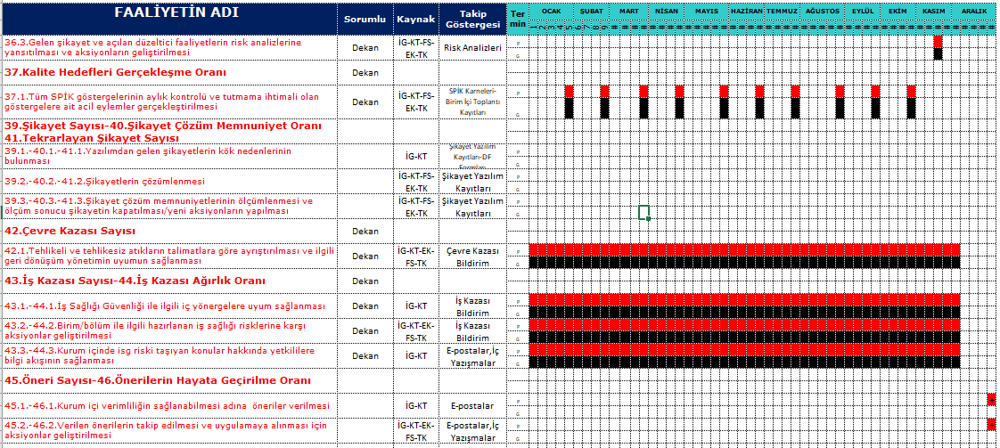 FAALİYETİN ADI
Sorumlu
Kaynak
Takip
Göstergesi
Ter
min
OCAK
ŞUBAT
MART
NİSAN
MAYIS
HAZİRAN
TEMMUZ
AĞUSTOS
EYLÜL
EKİM
KASIM
ARALIK
1 2 3 4 5 6 7 8 9 # # # # # # # # # # # # # # # # # # # # # # # # # # # # # # # # # # # # # # # # # # #
36.3.Gelen şikayet ve açılan düzeltici faaliyetlerin risk analizlerine
yansıtılması ve aksiyonların geliştirilmesi
Dekan
İG-KT-FS-
EK-TK
Risk Analizleri
P
G
37.Kalite Hedefleri Gerçekleşme Oranı
Dekan
37.1.Tüm SPİK göstergelerinin aylık kontrolü ve tutmama ihtimali olan
göstergelere ait acil eylemler gerçekleştirilmesi
Dekan
İG-KT-FS-
EK-TK
SPİK Karneleri-
Birim İçi Toplantı
Kayıtları
P
G
39.Şikayet Sayısı-40.Şikayet Çözüm Memnuniyet Oranı
41.Tekrarlayan Şikayet Sayısı
39.1.-40.1.-41.1.Yazılımdan gelen şikayetlerin kök nedenlerinin
bulunması
İG-KT
Şikayet Yazılım
Kayıtları-DF
Formları
P
G
39.2.-40.2.-41.2.Şikayetlerin çözümlenmesi
İG-KT-FS-
EK-TK
Şikayet Yazılım
Kayıtları
P
G
39.3.-40.3.-41.3.Şikayet çözüm memnuniyetlerinin ölçümlenmesi ve
ölçüm sonucu şikayetin kapatılması/yeni aksiyonların yapılması
İG-KT-FS-
EK-TK
Şikayet Yazılım
Kayıtları
P
G
42.Çevre Kazası Sayısı
Dekan
42.1.Tehlikeli ve tehlikesiz atıkların talimatlara göre ayrıştırılması ve ilgili
geri dönüşüm yönetimin uyumun sağlanması
Dekan
İG-KT-EK-
FS-TK
Çevre Kazası
Bildirim
P
G
43.İş Kazası Sayısı-44.İş Kazası Ağırlık Oranı
Dekan
43.1.-44.1.İş Sağlığı Güvenliği ile ilgili iç yönergelere uyum sağlanması
Dekan
İG-KT
İş Kazası
Bildirim
P
G
43.2.-44.2.Birim/bölüm ile ilgili hazırlanan iş sağlığı risklerine karşı
aksiyonlar geliştirilmesi
Dekan
İG-KT-EK-
FS-TK
İş Kazası
Bildirim
P
G
43.3.-44.3.Kurum içinde isg riski taşıyan konular hakkında yetkililere
bilgi akışının sağlanması
Dekan
İG-KT
E-postalar,İç
Yazışmalar
P
G
45.Öneri Sayısı-46.Önerilerin Hayata Geçirilme Oranı
45.1.-46.1.Kurum içi verimliliğin sağlanabilmesi adına öneriler verilmesi
İG-KT
E-postalar
P
G
45.2.-46.2.Verilen önerilerin takip edilmesi ve uygulamaya alınması için
aksiyonlar geliştirilmesi
İG-KT-EK-
FS-TK
E-postalar,İç
Yazışmalar
P
G